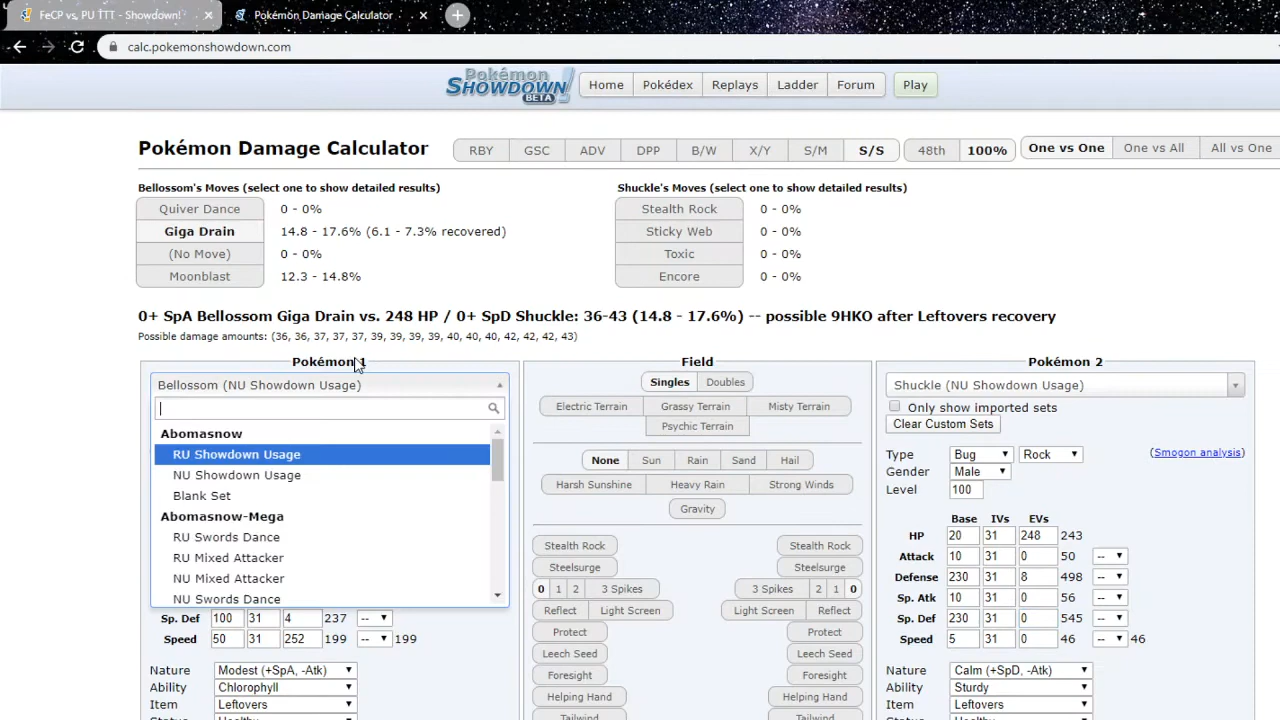 FeCP vs. PU TTT - Showdown! ×
Pokémon Damage Calculator ×
calc.pokemonshowdown.com
Pokémon SHOWDOWN! BETA
Home Pokédex Replays Ladder Forum Play
Pokémon Damage Calculator RBY GSC ADV DPP B/W X/Y S/M S/S 48th 100% One vs One One vs All All vs One
Bellossom's Moves (select one to show detailed results)
Quiver Dance 0 - 0%
Giga Drain 14.8 - 17.6% (6.1 - 7.3% recovered)
(No Move) 0 - 0%
Moonblast 12.3 - 14.8%
Shuckle's Moves (select one to show detailed results)
Stealth Rock 0 - 0%
Sticky Web 0 - 0%
Toxic 0 - 0%
Encore 0 - 0%
0+ SpA Bellossom Giga Drain vs. 248 HP / 0+ SpD Shuckle: 36-43 (14.8 - 17.6%) -- possible 9HKO after Leftovers recovery
Possible damage amounts: (36, 36, 37, 37, 37, 39, 39, 39, 39, 40, 40, 40, 42, 42, 42, 43)
Pokémon 1
Bellossom (NU Showdown Usage)
Abomasnow
RU Showdown Usage
NU Showdown Usage
Blank Set
Abomasnow-Mega
RU Swords Dance
RU Mixed Attacker
NU Mixed Attacker
NU Swords Dance
Sp. Def 100 31 4 237 --
Speed 50 31 252 199 -- 199
Nature Modest (+SpA, -Atk)
Ability Chlorophyll
Item Leftovers
Status Healthy
Field
Singles Doubles
Electric Terrain Grassy Terrain Misty Terrain
Psychic Terrain
None Sun Rain Sand Hail
Harsh Sunshine Heavy Rain Strong Winds
Gravity
Stealth Rock Stealth Rock
Steelsurge Steelsurge
0 1 2 3 Spikes 3 Spikes 2 1 0
Reflect Light Screen Light Screen Reflect
Protect Protect
Leech Seed Leech Seed
Foresight Foresight
Helping Hand Helping Hand
Tailwind Tailwind
Pokémon 2
Shuckle (NU Showdown Usage)
Only show imported sets
Clear Custom Sets
Type Bug Rock (Smogon analysis)
Gender Male
Level 100
Base IVs EVs
HP 20 31 248 243
Attack 10 31 0 50 --
Defense 230 31 8 498 --
Sp. Atk 10 31 0 56 --
Sp. Def 230 31 0 545 --
Speed 5 31 0 46 -- 46
Nature Calm (+SpD, -Atk)
Ability Sturdy
Item Leftovers
Status Healthy